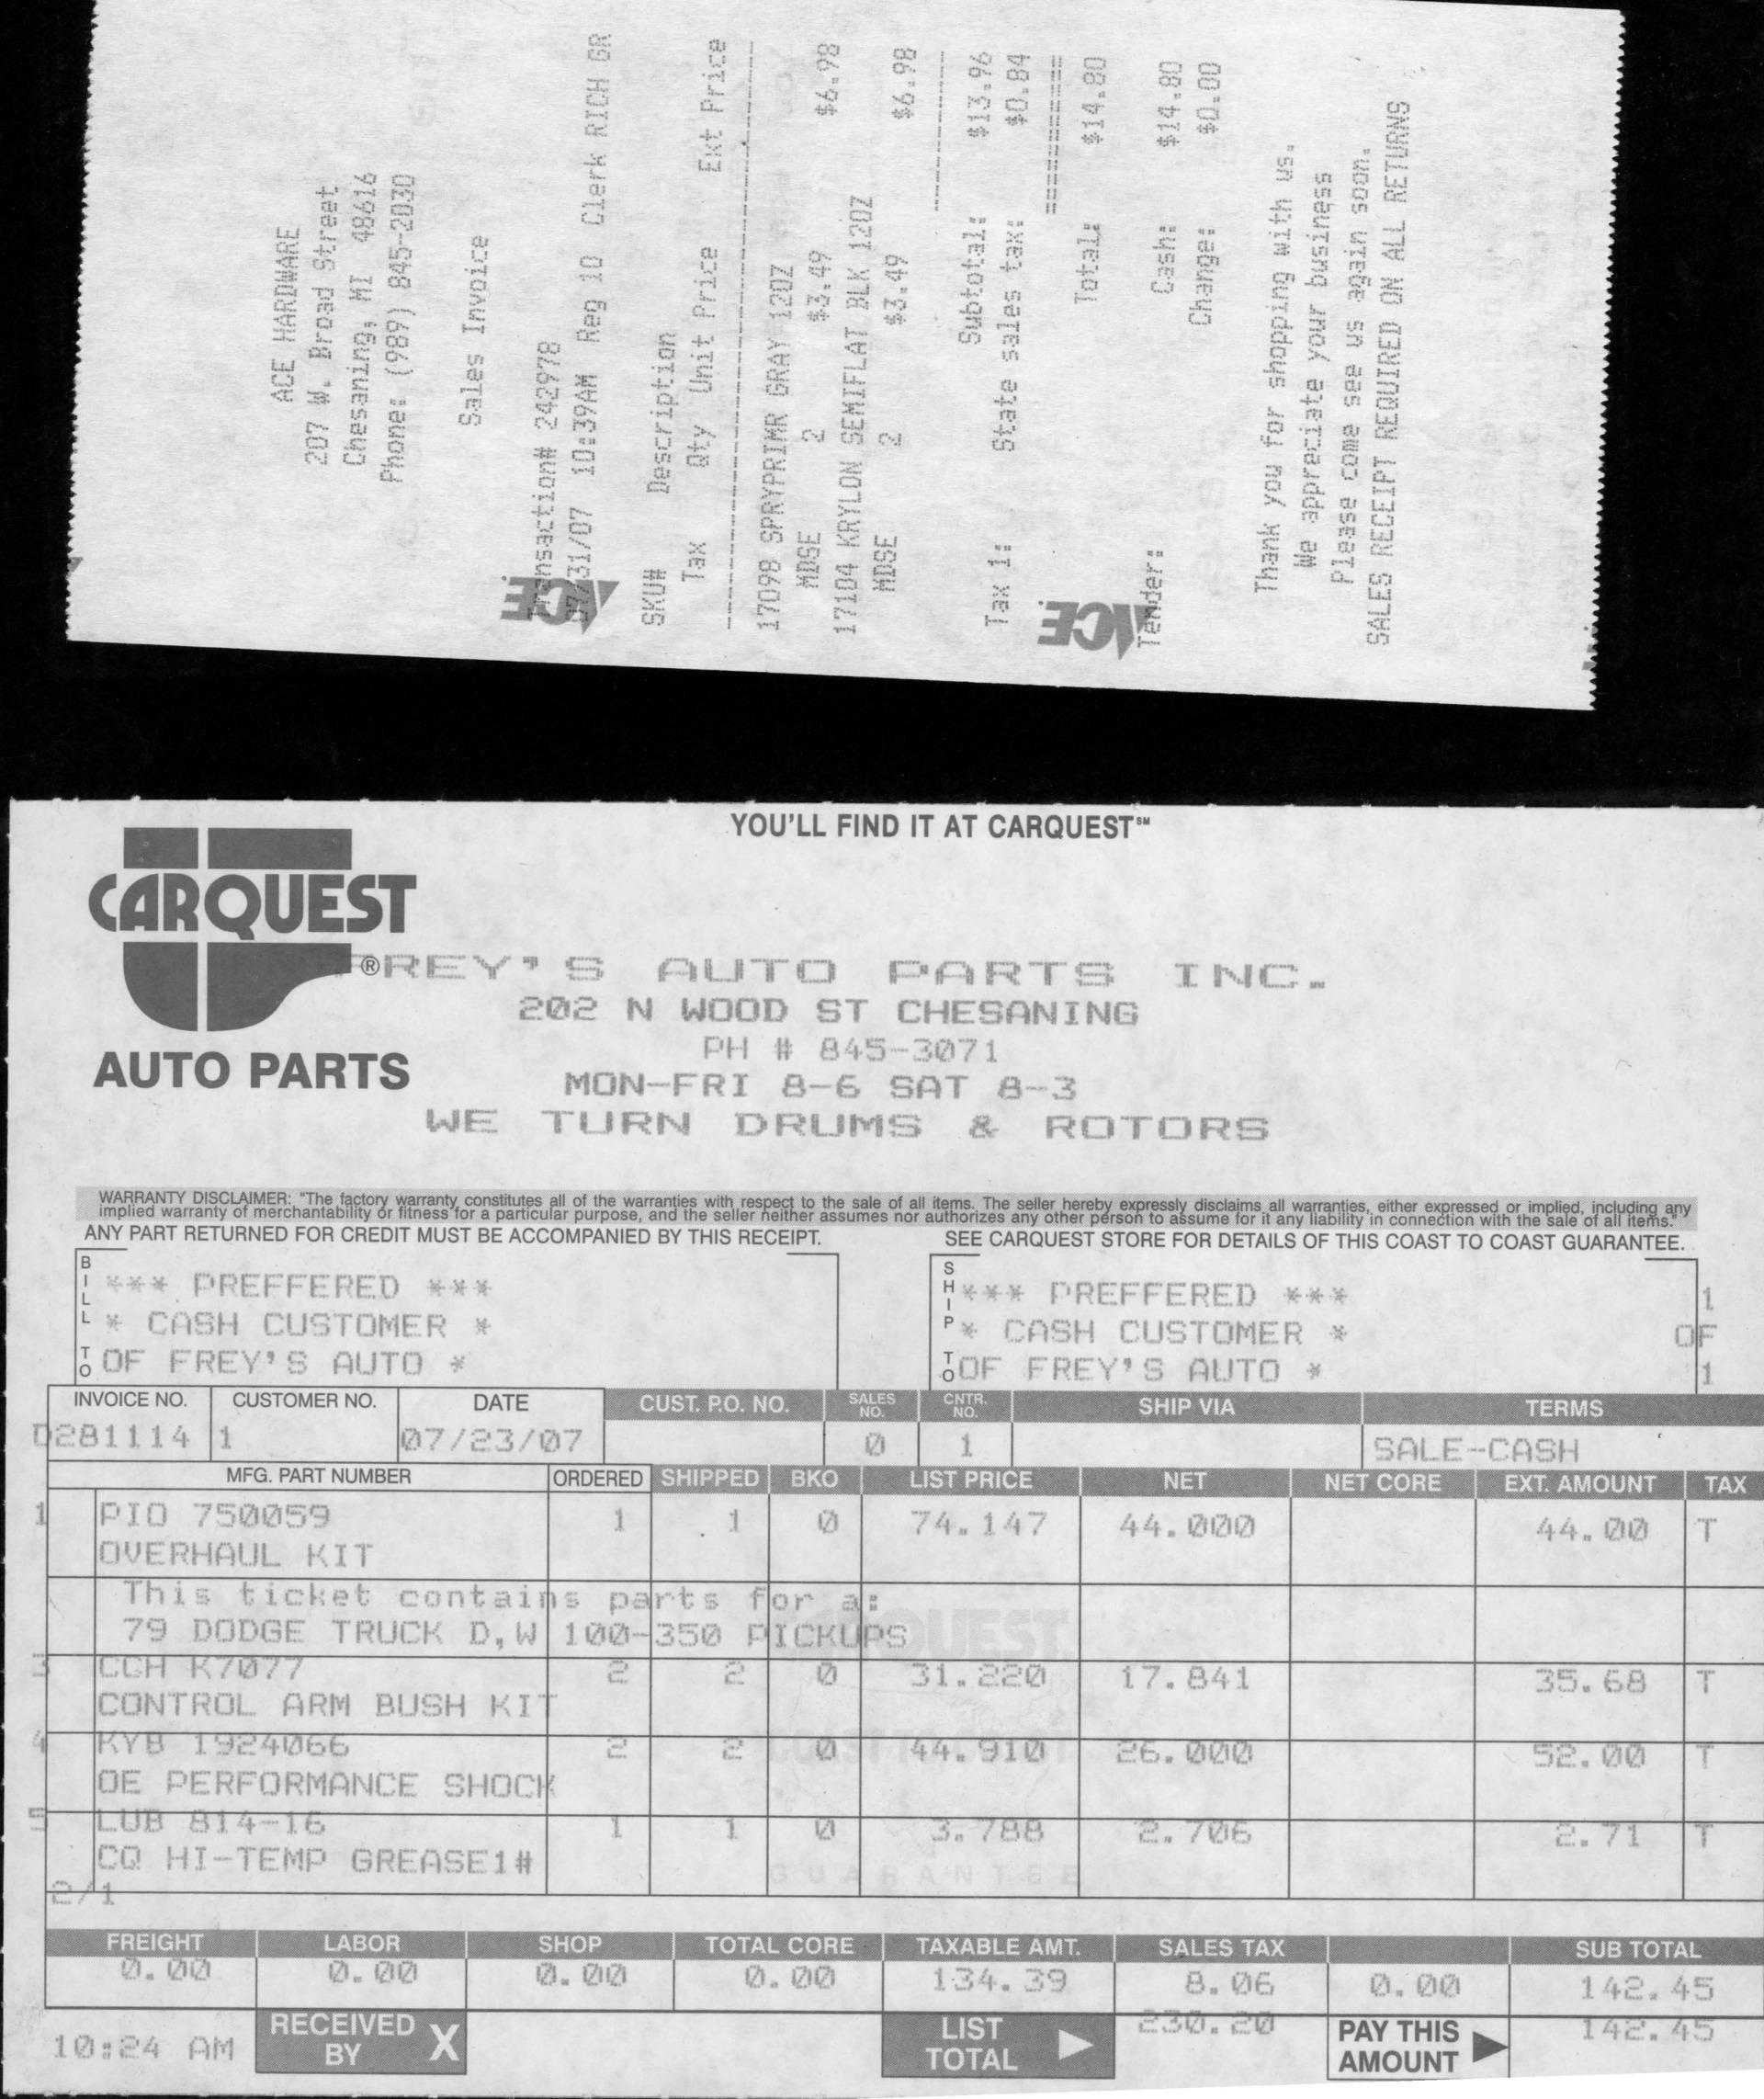 ACE HARDWARE
207 W. Broad Street
Chesaning, MI 48616
Phone: (989) 845-2030
Sales Invoice
Transaction# 242978
07/31/07 10:39AM Reg 10 Clerk RICH GR
SKU# Description
Tax Qty Unit Price Ext Price
17098 SPRYPRIMR GRAY 12OZ
MDSE 2 $3.49 $6.98
17104 KRYLON SEMIFLAT BLK 12OZ
MDSE 2 $3.49 $6.98
Subtotal: $13.96
Tax 1: State sales tax: $0.84
Total: $14.80
Tender: Cash: $14.80
Change: $0.00
Thank you for shopping with us.
We appreciate your business
Please come see us again soon.
SALES RECEIPT REQUIRED ON ALL RETURNS
ACE
ACE
YOU'LL FIND IT AT CARQUEST℠
CARQUEST®
AUTO PARTS
FREY'S AUTO PARTS INC.
202 N WOOD ST CHESANING
PH # 845-3071
MON-FRI 8-6 SAT 8-3
WE TURN DRUMS & ROTORS
WARRANTY DISCLAIMER: "The factory warranty constitutes all of the warranties with respect to the sale of all items. The seller hereby expressly disclaims all warranties, either expressed or implied, including any
implied warranty of merchantability or fitness for a particular purpose, and the seller neither assumes nor authorizes any other person to assume for it any liability in connection with the sale of all items."
ANY PART RETURNED FOR CREDIT MUST BE ACCOMPANIED BY THIS RECEIPT. SEE CARQUEST STORE FOR DETAILS OF THIS COAST TO COAST GUARANTEE.
BILL TO
*** PREFFERED ***
* CASH CUSTOMER *
OF FREY'S AUTO *
SHIP TO
*** PREFFERED ***
* CASH CUSTOMER *
OF FREY'S AUTO *
1
OF
1
INVOICE NO. CUSTOMER NO. DATE CUST. P.O. NO. SALES NO. CNTR. NO. SHIP VIA TERMS
D281114 1 07/23/07 0 1 SALE-CASH
MFG. PART NUMBER ORDERED SHIPPED BKO LIST PRICE NET NET CORE EXT. AMOUNT TAX
1 PIO 750059 1 1 0 74.147 44.000 44.00 T
OVERHAUL KIT
This ticket contains parts for a:
79 DODGE TRUCK D,W 100-350 PICKUPS
3 CCH K7077 2 2 0 31.220 17.841 35.68 T
CONTROL ARM BUSH KIT
4 KYB 1924066 2 2 0 44.910 26.000 52.00 T
OE PERFORMANCE SHOCK
5 LUB 814-16 1 1 0 3.788 2.706 2.71 T
CQ HI-TEMP GREASE1#
2/1
CARQUEST
COAST TO COAST
GUARANTEE
FREIGHT LABOR SHOP TOTAL CORE TAXABLE AMT. SALES TAX SUB TOTAL
0.00 0.00 0.00 0.00 134.39 8.06 0.00 142.45
10:24 AM RECEIVED BY X LIST TOTAL 230.20 PAY THIS AMOUNT 142.45